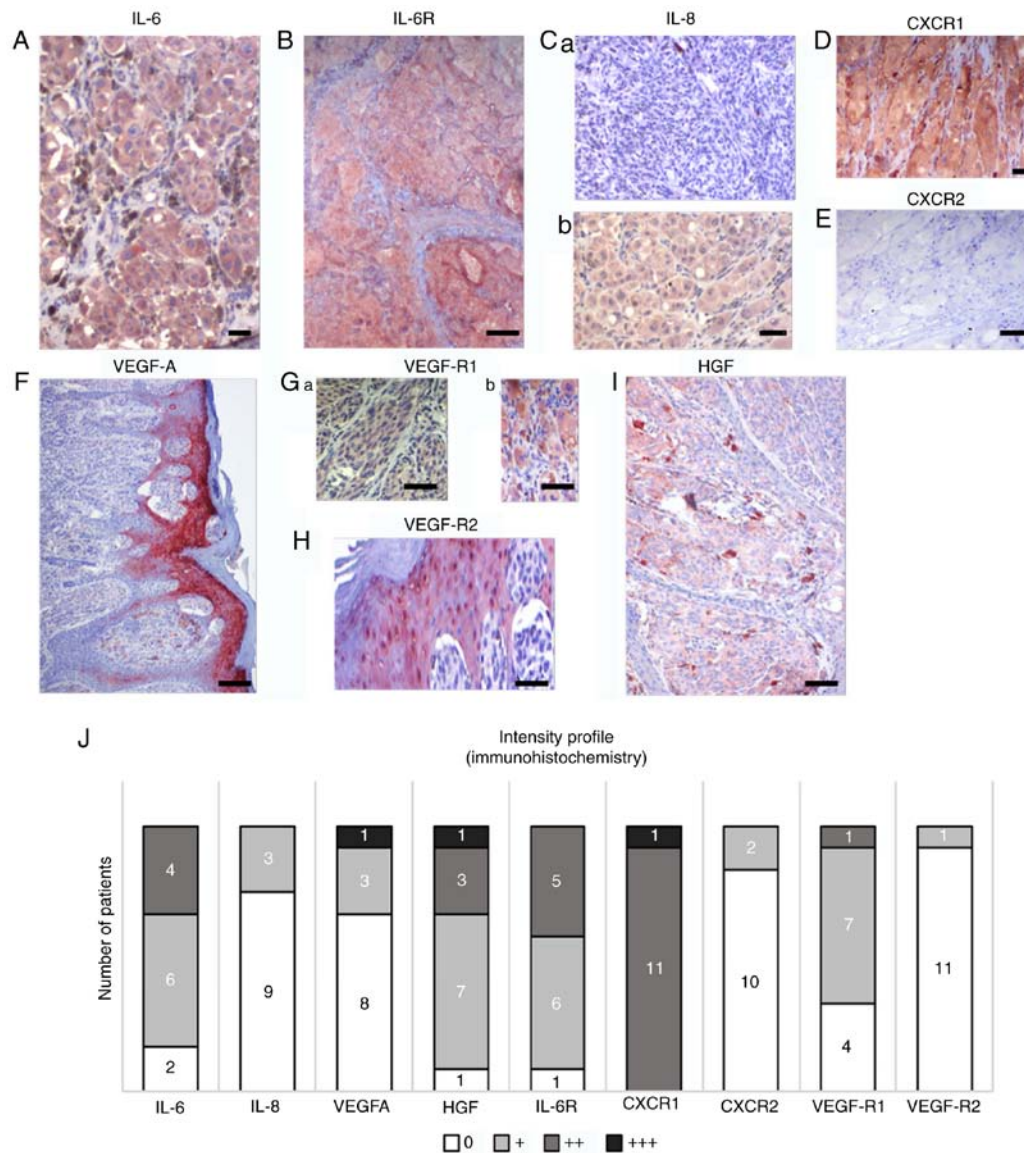 IL-6
IL-6R
IL-8
CXCR1
A
B
C a
D
CXCR2
b
E
VEGF-A
VEGF-R1
HGF
F
G a
b
I
VEGF-R2
H
J
Intensity profile
(immunohistochemistry)
Number of patients
4
6
2
3
9
1
3
8
1
3
7
1
5
6
1
1
11
2
10
1
7
4
1
11
IL-6
IL-8
VEGFA
HGF
IL-6R
CXCR1
CXCR2
VEGF-R1
VEGF-R2
0
+
++
+++